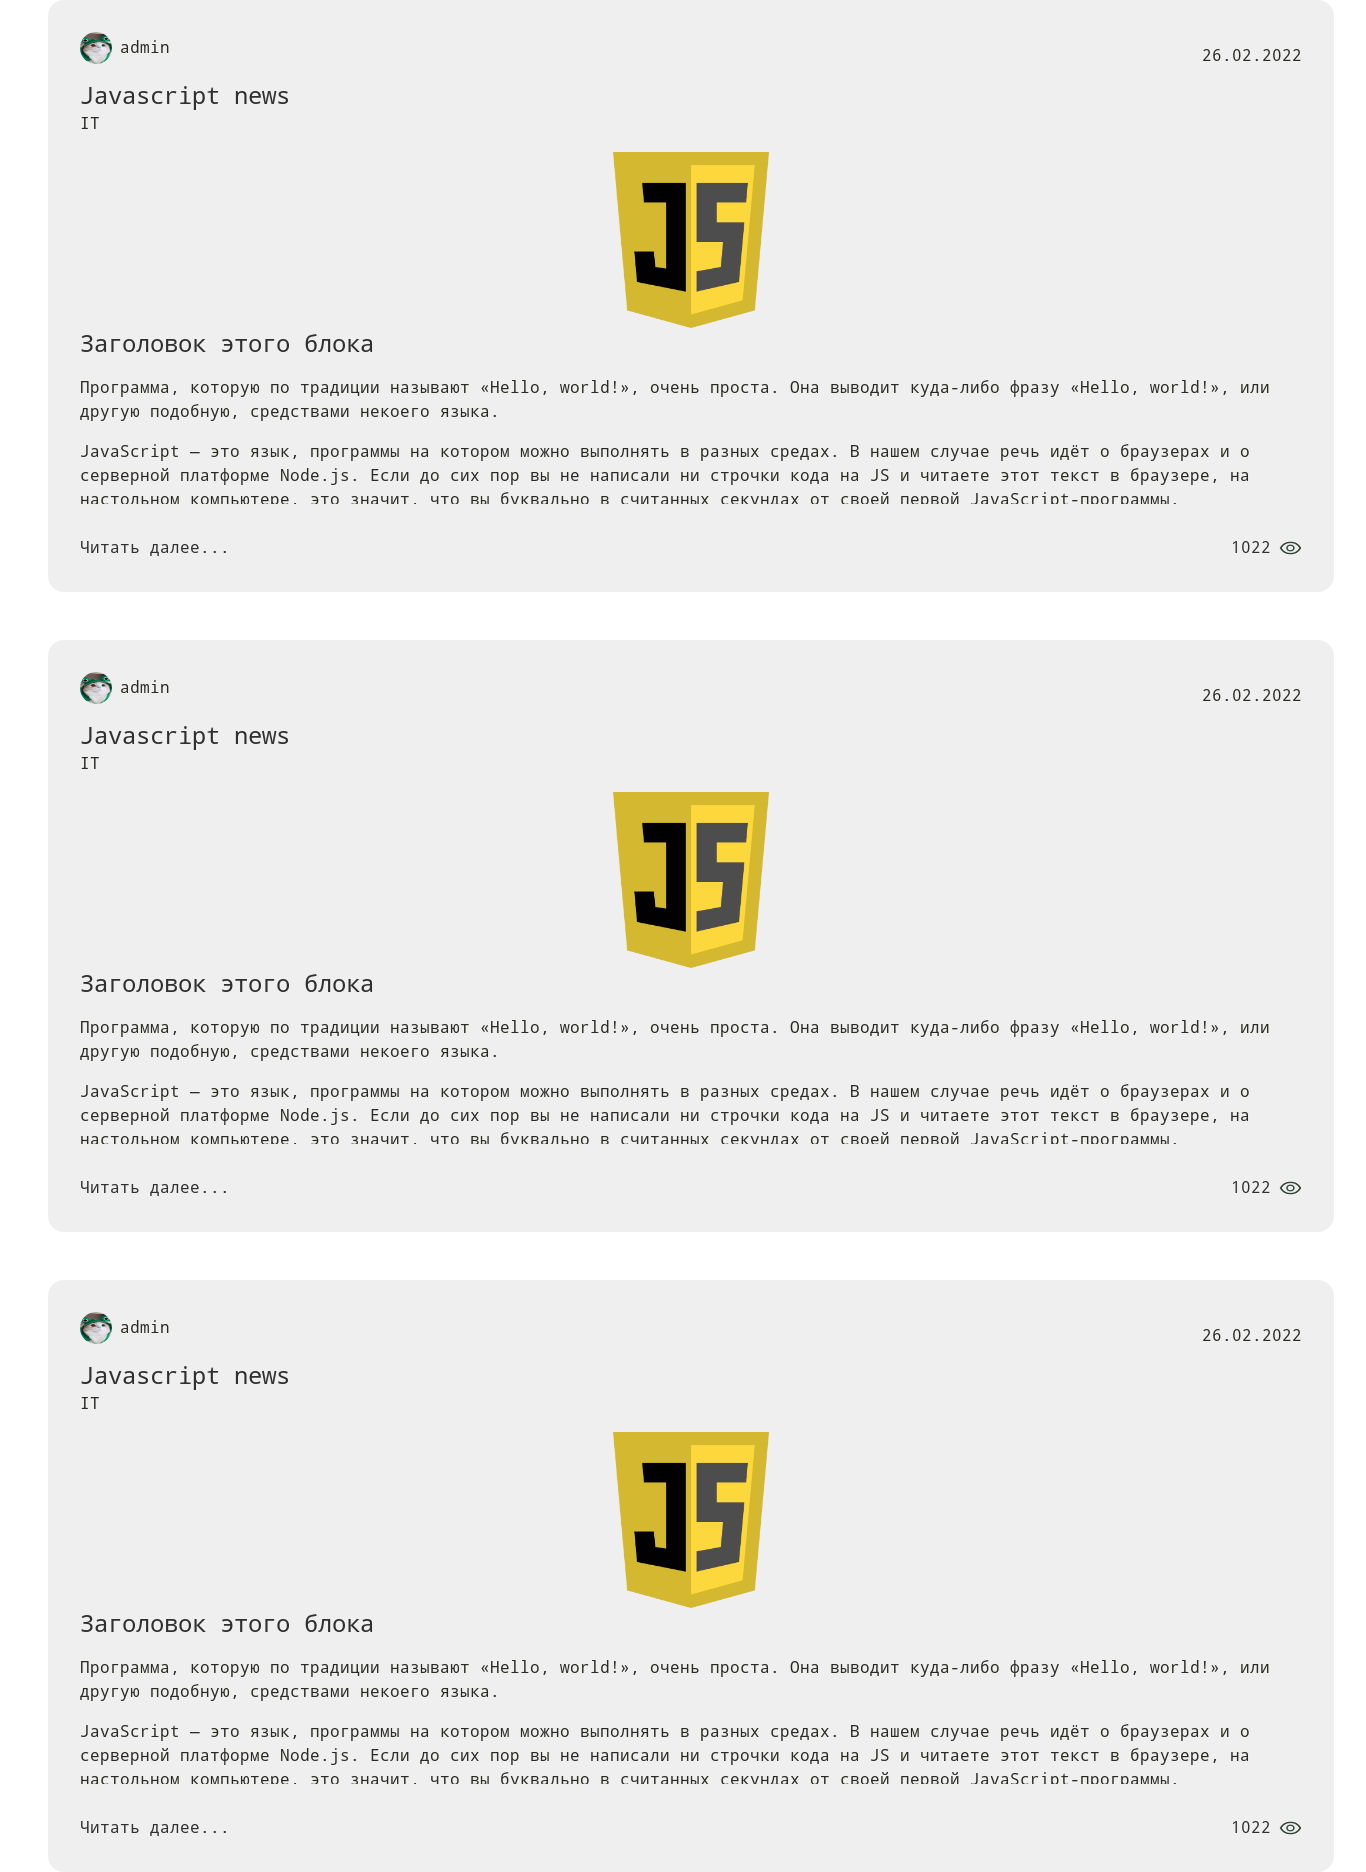 admin
26.02.2022
Javascript news
IT
JS
Заголовок этого блока
Программа, которую по традиции называют «Hello, world!», очень проста. Она выводит куда-либо фразу «Hello, world!», или
другую подобную, средствами некоего языка.
JavaScript — это язык, программы на котором можно выполнять в разных средах. В нашем случае речь идёт о браузерах и о
серверной платформе Node.js. Если до сих пор вы не написали ни строчки кода на JS и читаете этот текст в браузере, на
настольном компьютере, это значит, что вы буквально в считанных секундах от своей первой JavaScript-программы.
Читать далее...
1022
admin
26.02.2022
Javascript news
IT
JS
Заголовок этого блока
Программа, которую по традиции называют «Hello, world!», очень проста. Она выводит куда-либо фразу «Hello, world!», или
другую подобную, средствами некоего языка.
JavaScript — это язык, программы на котором можно выполнять в разных средах. В нашем случае речь идёт о браузерах и о
серверной платформе Node.js. Если до сих пор вы не написали ни строчки кода на JS и читаете этот текст в браузере, на
настольном компьютере, это значит, что вы буквально в считанных секундах от своей первой JavaScript-программы.
Читать далее...
1022
admin
26.02.2022
Javascript news
IT
JS
Заголовок этого блока
Программа, которую по традиции называют «Hello, world!», очень проста. Она выводит куда-либо фразу «Hello, world!», или
другую подобную, средствами некоего языка.
JavaScript — это язык, программы на котором можно выполнять в разных средах. В нашем случае речь идёт о браузерах и о
серверной платформе Node.js. Если до сих пор вы не написали ни строчки кода на JS и читаете этот текст в браузере, на
настольном компьютере, это значит, что вы буквально в считанных секундах от своей первой JavaScript-программы.
Читать далее...
1022